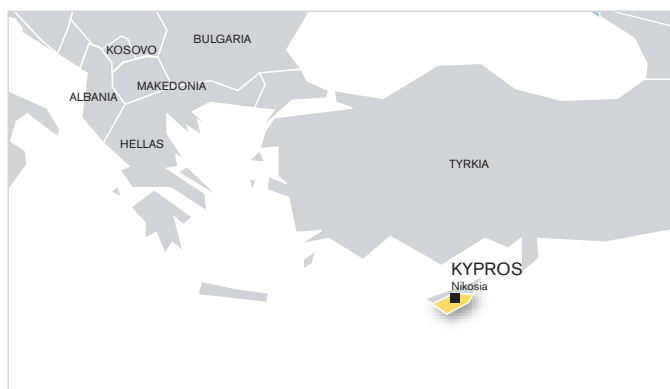 BULGARIA
KOSOVO
MAKEDONIA
ALBANIA
HELLAS
TYRKIA
KYPROS
Nikosia